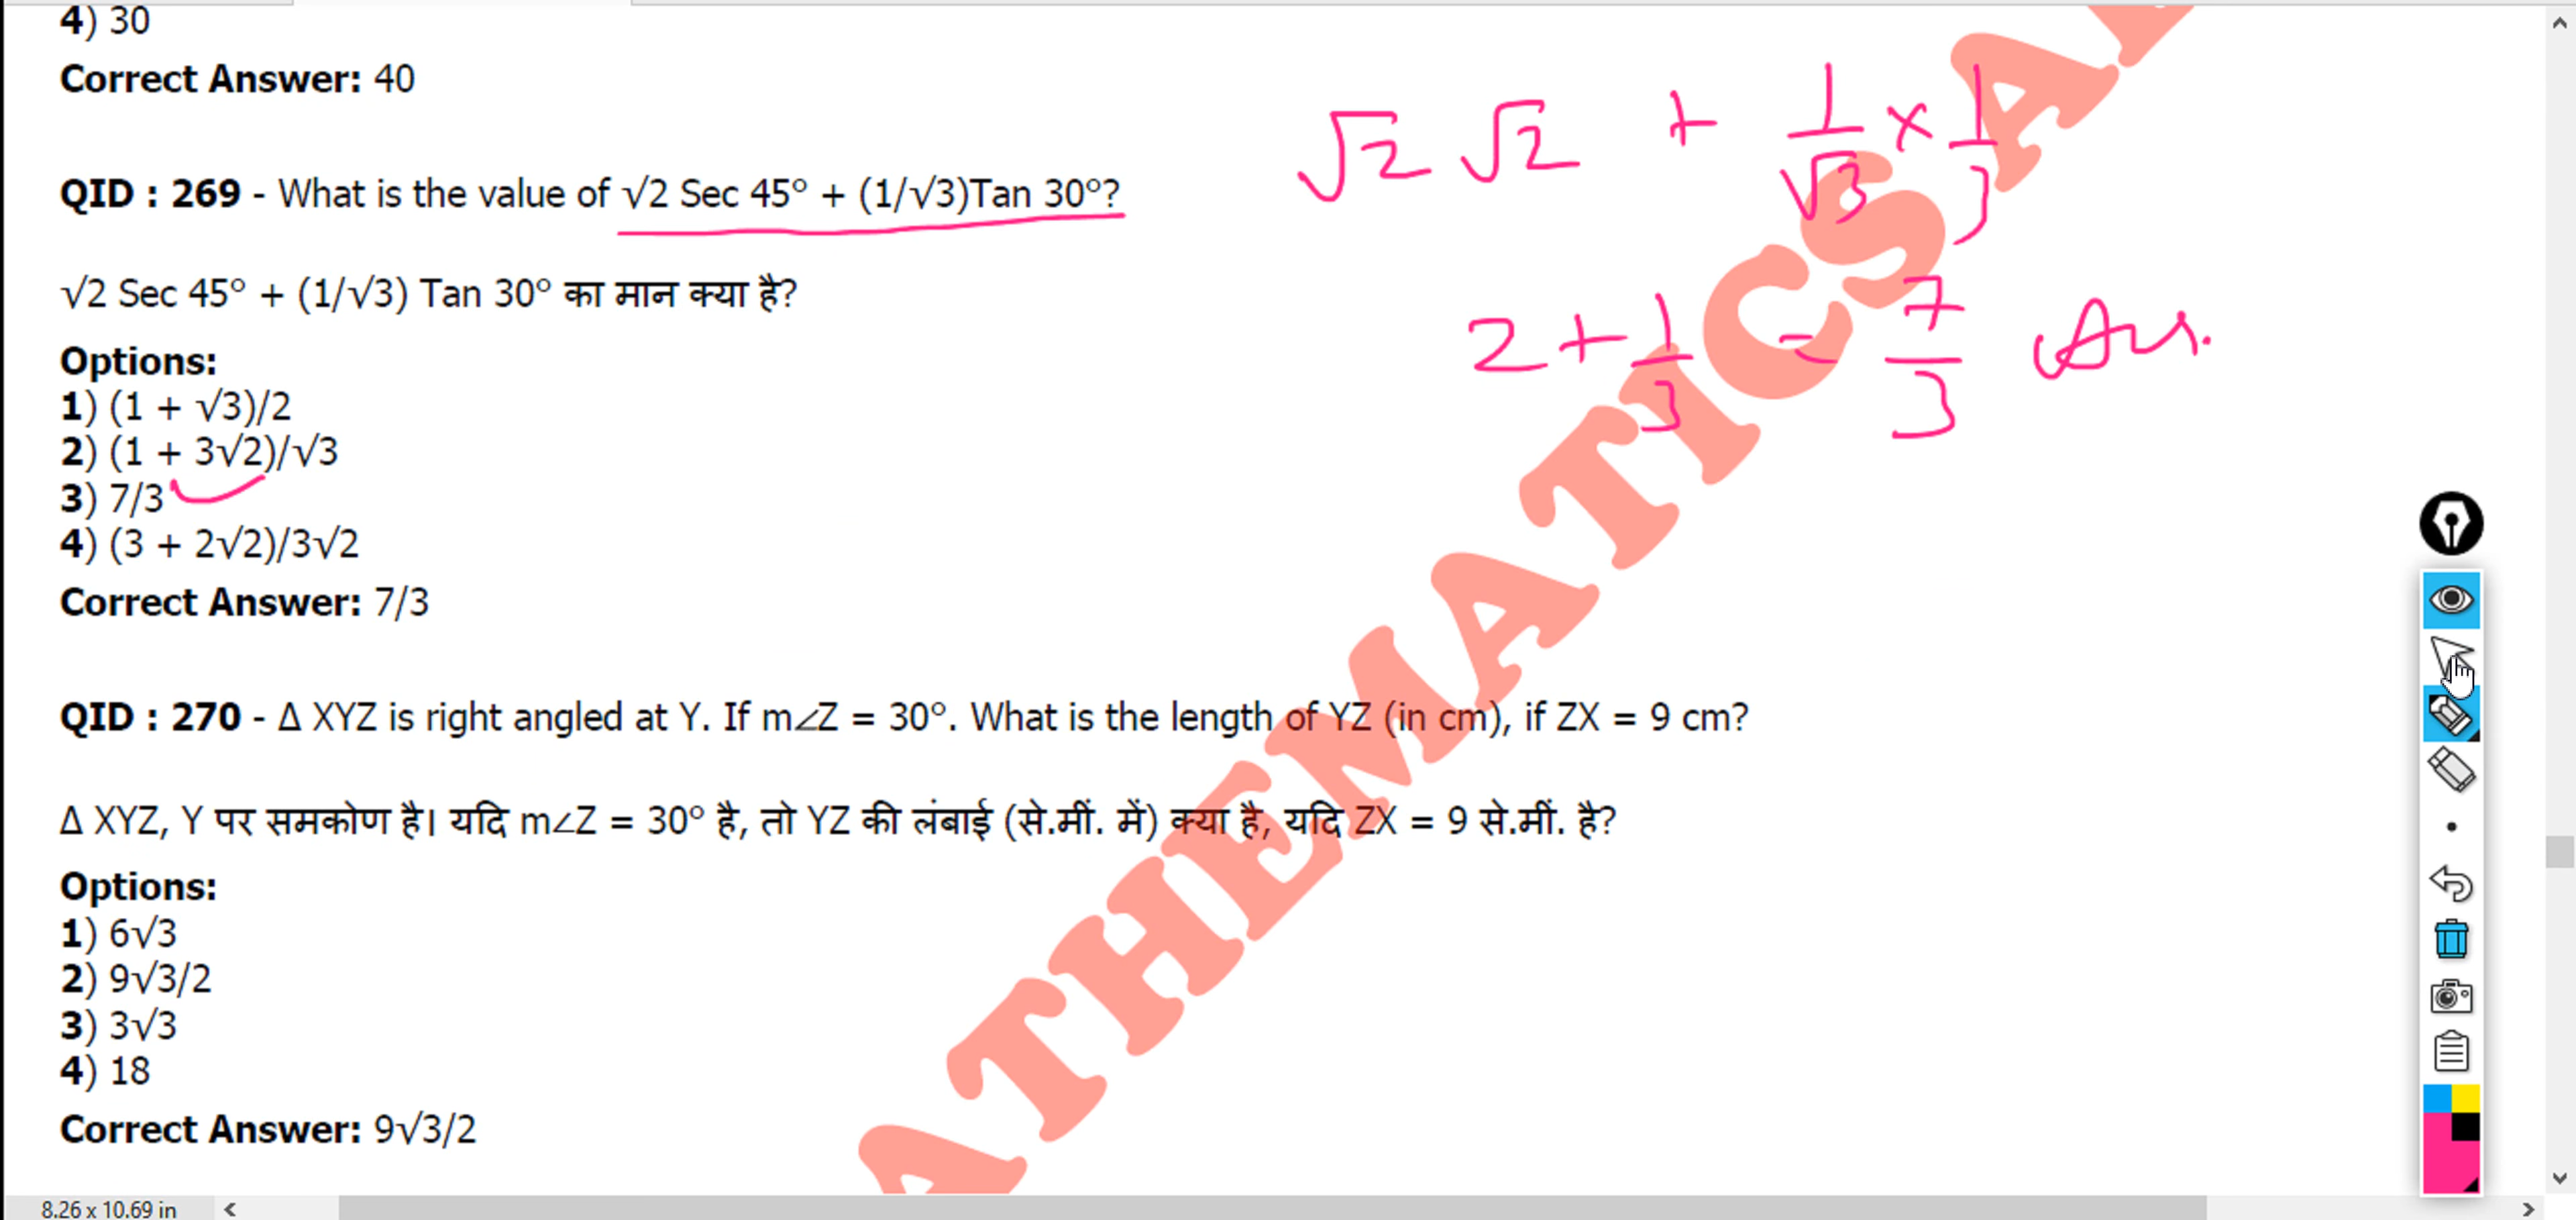 4) 30
Correct Answer: 40
QID : 269 - What is the value of √2 Sec 45° + (1/√3)Tan 30°?
√2 √2 + 1/√3 × 1/3
√2 Sec 45° + (1/√3) Tan 30° का मान क्या है?
2 + 1/3 = 7/3 Ans.
Options:
1) (1 + √3)/2
2) (1 + 3√2)/√3
3) 7/3
4) (3 + 2√2)/3√2
Correct Answer: 7/3
QID : 270 - Δ XYZ is right angled at Y. If m∠Z = 30°. What is the length of YZ (in cm), if ZX = 9 cm?
Δ XYZ, Y पर समकोण है। यदि m∠Z = 30° है, तो YZ की लंबाई (से.मीं. में) क्या है, यदि ZX = 9 से.मीं. है?
Options:
1) 6√3
2) 9√3/2
3) 3√3
4) 18
Correct Answer: 9√3/2
ATHEMATICS A
8.26 x 10.69 in